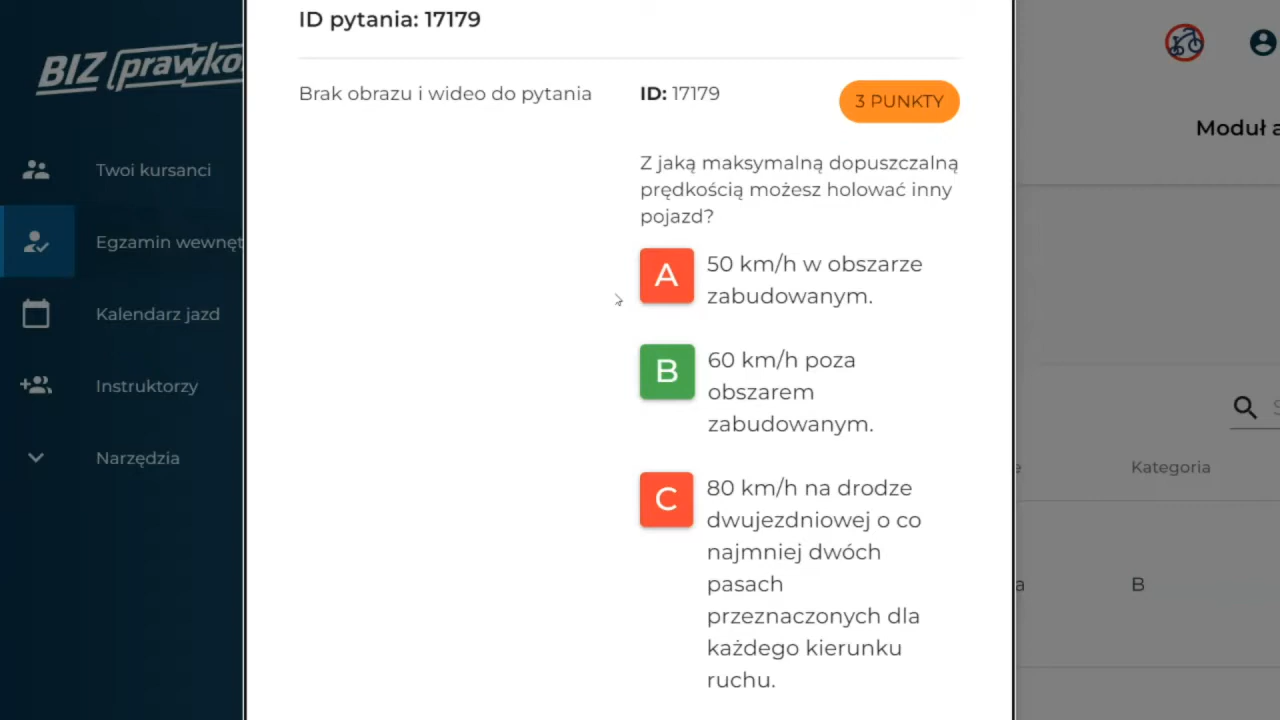 ID pytania: 17179
BIZ prawko
Brak obrazu i wideo do pytania
ID: 17179
3 PUNKTY
Moduł a
Twoi kursanci
Z jaką maksymalną dopuszczalną
prędkością możesz holować inny
pojazd?
Egzamin wewnęt
A
50 km/h w obszarze
zabudowanym.
Kalendarz jazd
B
60 km/h poza
obszarem
zabudowanym.
Instruktorzy
S
Narzędzia
e
Kategoria
C
80 km/h na drodze
dwujezdniowej o co
najmniej dwóch
pasach
przeznaczonych dla
każdego kierunku
ruchu.
a
B